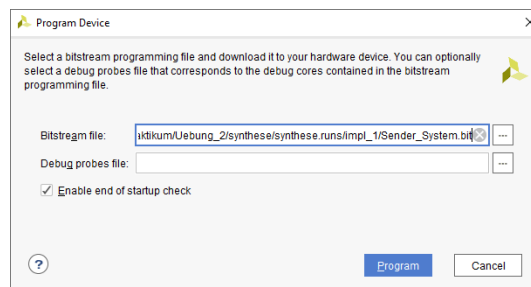 Program Device
Select a bitstream programming file and download it to your hardware device. You can optionally
select a debug probes file that corresponds to the debug cores contained in the bitstream
programming file.
Bitstream file: aktikum/Uebung_2/synthese/synthese.runs/impl_1/Sender_System.bit ...
Debug probes file: ...
Enable end of startup check
? Program Cancel